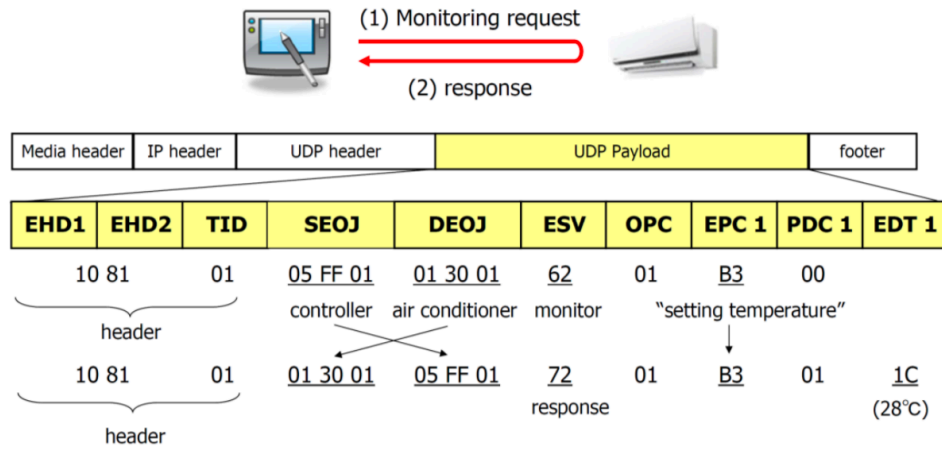 (1) Monitoring request
(2) response
Media header IP header UDP header UDP Payload footer
EHD1 EHD2 TID SEOJ DEOJ ESV OPC EPC 1 PDC 1 EDT 1
10 81 01 05 FF 01 01 30 01 62 01 B3 00
controller air conditioner monitor "setting temperature"
header
10 81 01 01 30 01 05 FF 01 72 01 B3 01 1C
response (28℃)
header